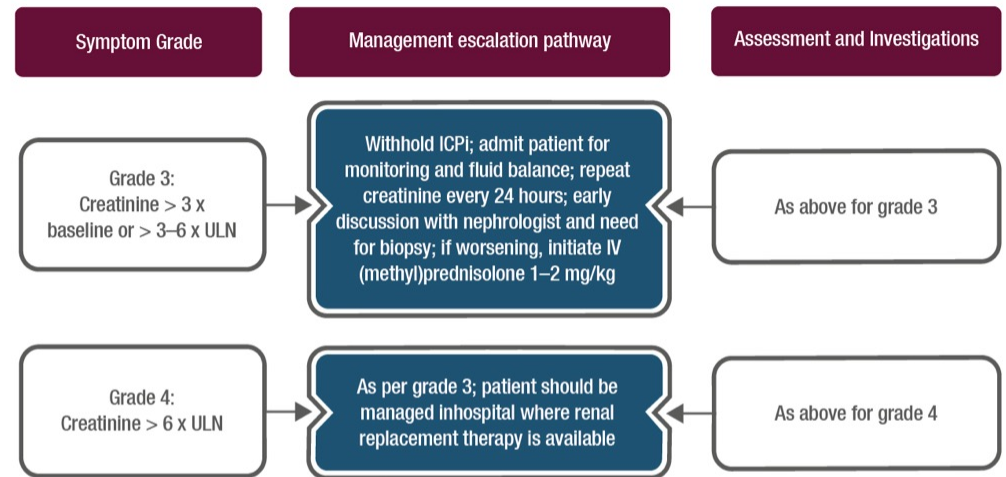 Symptom Grade
Management escalation pathway
Assessment and Investigations
Grade 3:
Creatinine > 3 x
baseline or > 3–6 x ULN
Withhold ICPi; admit patient for
monitoring and fluid balance; repeat
creatinine every 24 hours; early
discussion with nephrologist and need
for biopsy; if worsening, initiate IV
(methyl)prednisolone 1–2 mg/kg
As above for grade 3
Grade 4:
Creatinine > 6 x ULN
As per grade 3; patient should be
managed inhospital where renal
replacement therapy is available
As above for grade 4